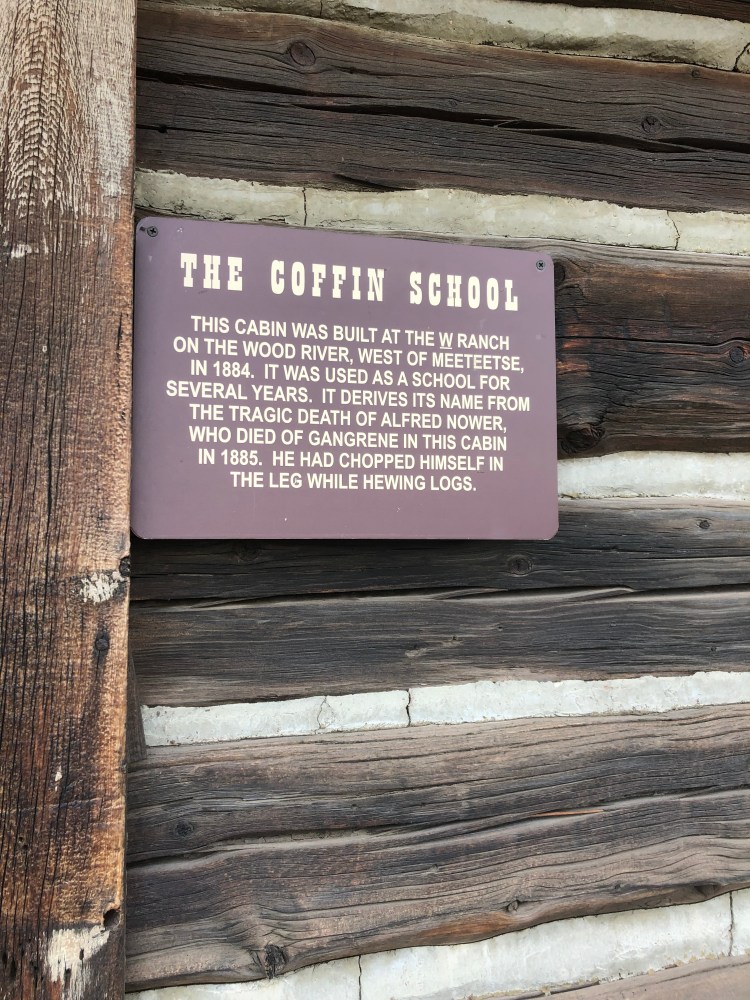 THE COFFIN SCHOOL
THIS CABIN WAS BUILT AT THE W RANCH
ON THE WOOD RIVER, WEST OF MEETEETSE,
IN 1884. IT WAS USED AS A SCHOOL FOR
SEVERAL YEARS. IT DERIVES ITS NAME FROM
THE TRAGIC DEATH OF ALFRED NOWER,
WHO DIED OF GANGRENE IN THIS CABIN
IN 1885. HE HAD CHOPPED HIMSELF IN
THE LEG WHILE HEWING LOGS.